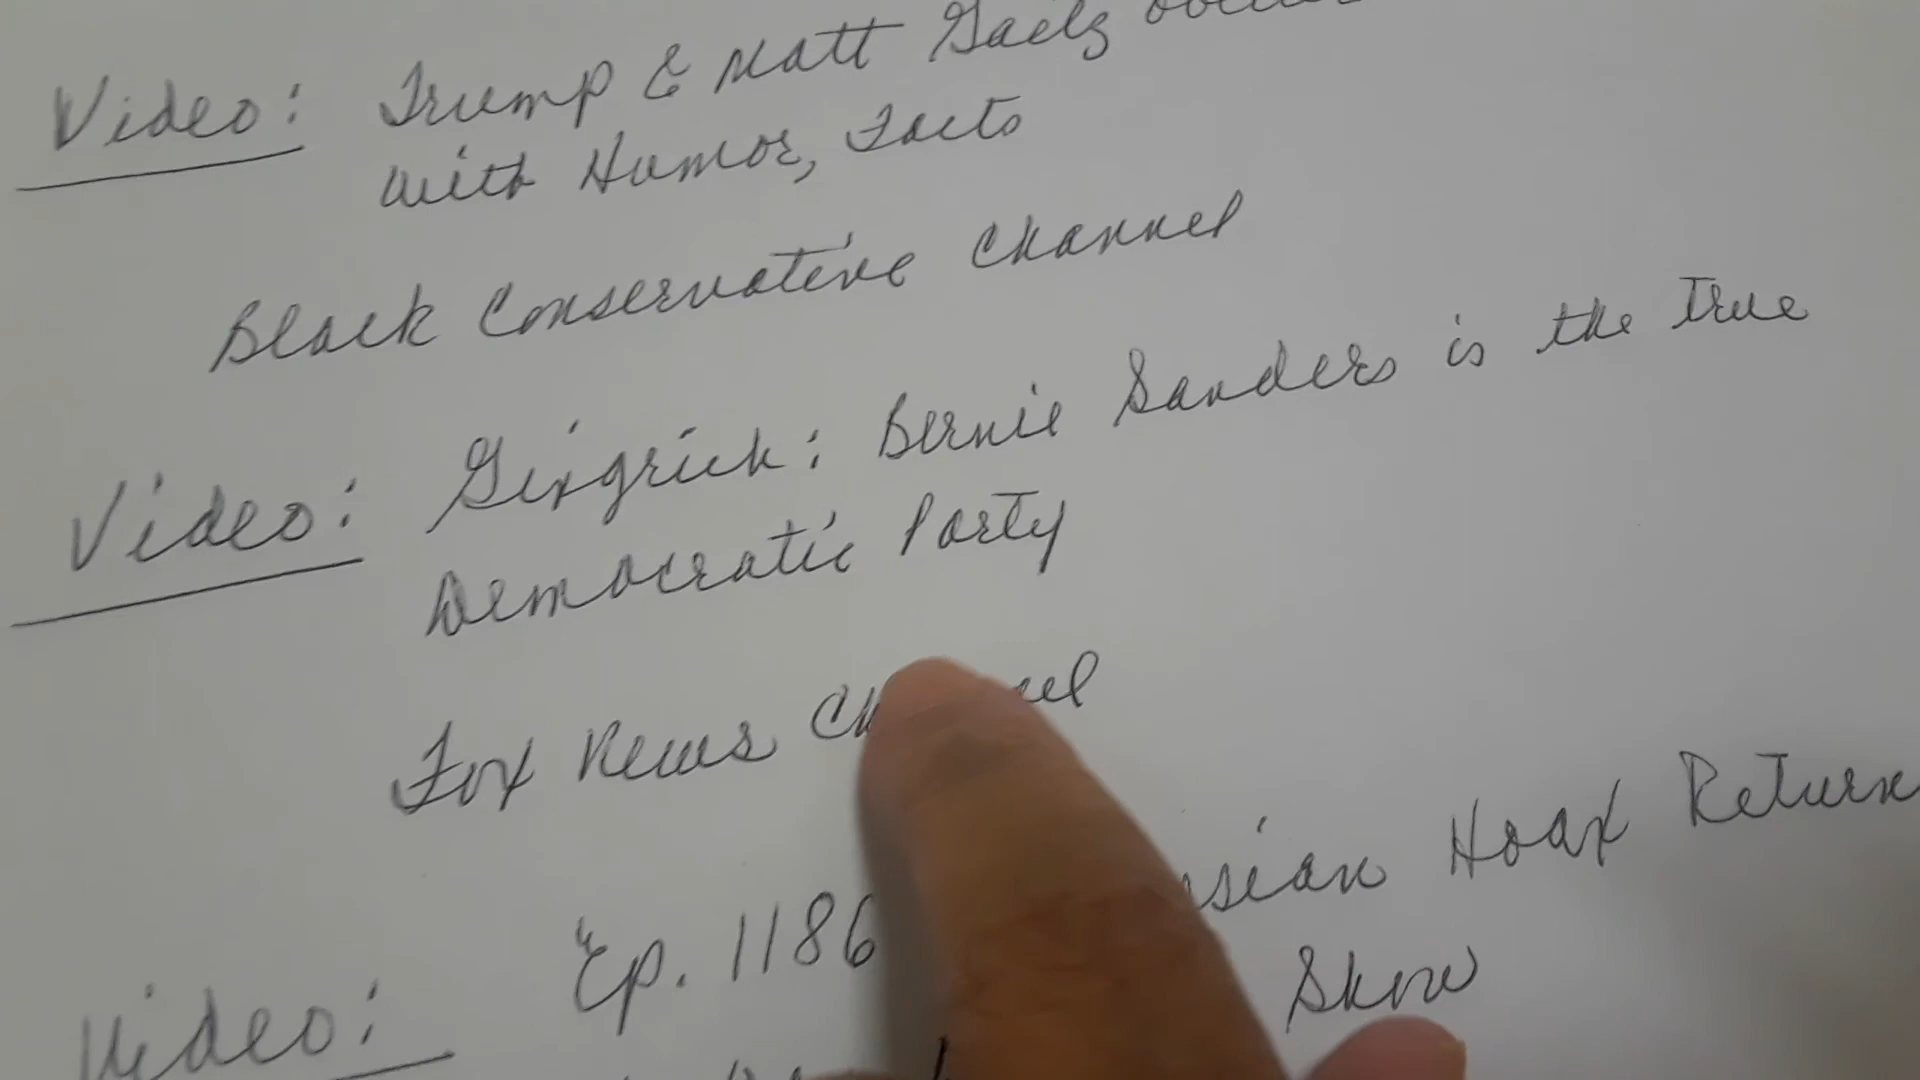 Video: Trump & Matt Gaetz
with Humor, Facts
Black Conservative Channel
Video: Gingrich: Bernie Sanders is the True
Democratic Party
Fox News Channel
Video: "Ep. 1186 Hoax Return
Show